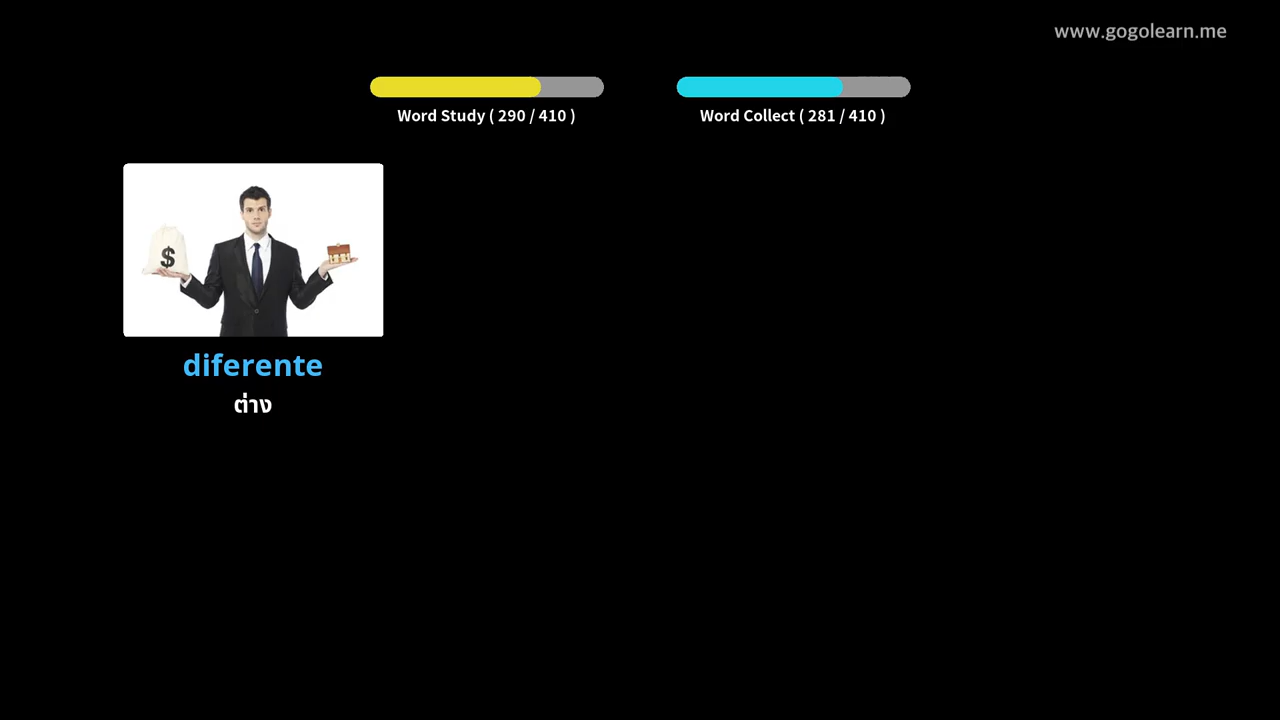 www.gogolearn.me
Word Study ( 290 / 410 )
Word Collect ( 281 / 410 )
$
diferente
ต่าง